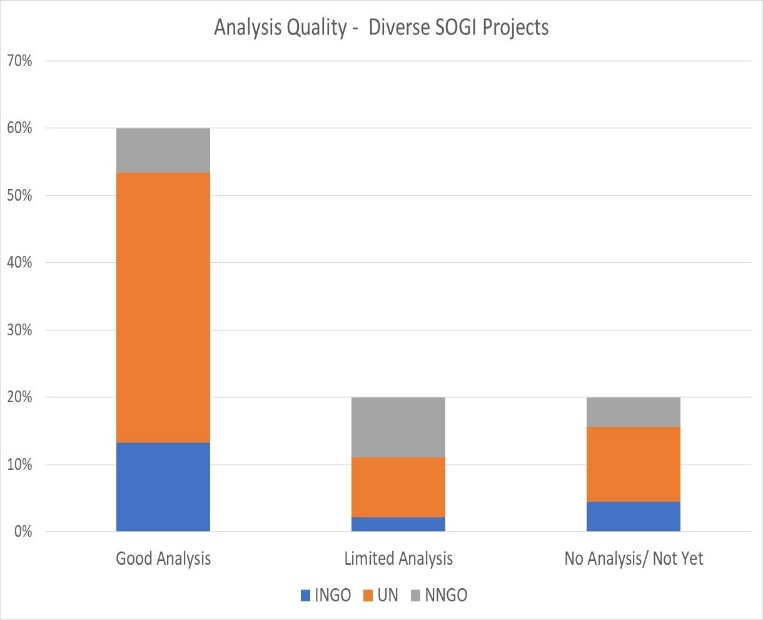 Analysis Quality -  Diverse SOGI Projects
70%
60%
50%
40%
30%
20%
10%
0%
Good Analysis Limited Analysis No Analysis/ Not Yet
INGO UN NNGO